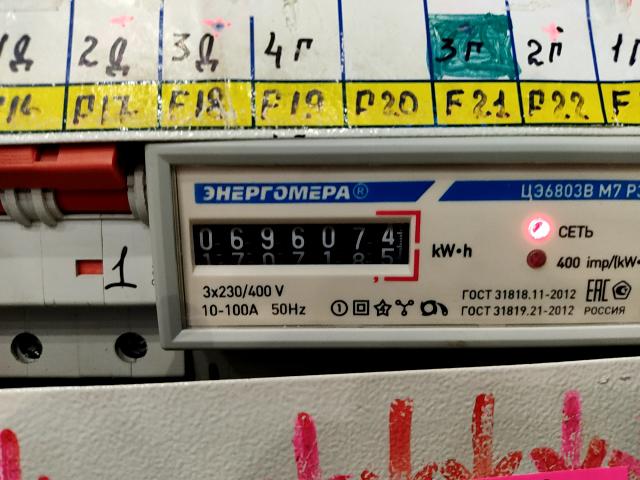 2Д 3Д 4Г 3Г 2Г
F17 F18 F19 F20 F21 F22
ЭНЕРГОМЕРА®
ЦЭ6803В М7
0696074
kW•h
СЕТЬ
400 imp/(kW•
1
3x230/400 V
10-100A 50Hz
ГОСТ 31818.11-2012
ГОСТ 31819.21-2012
EAC
РОССИЯ